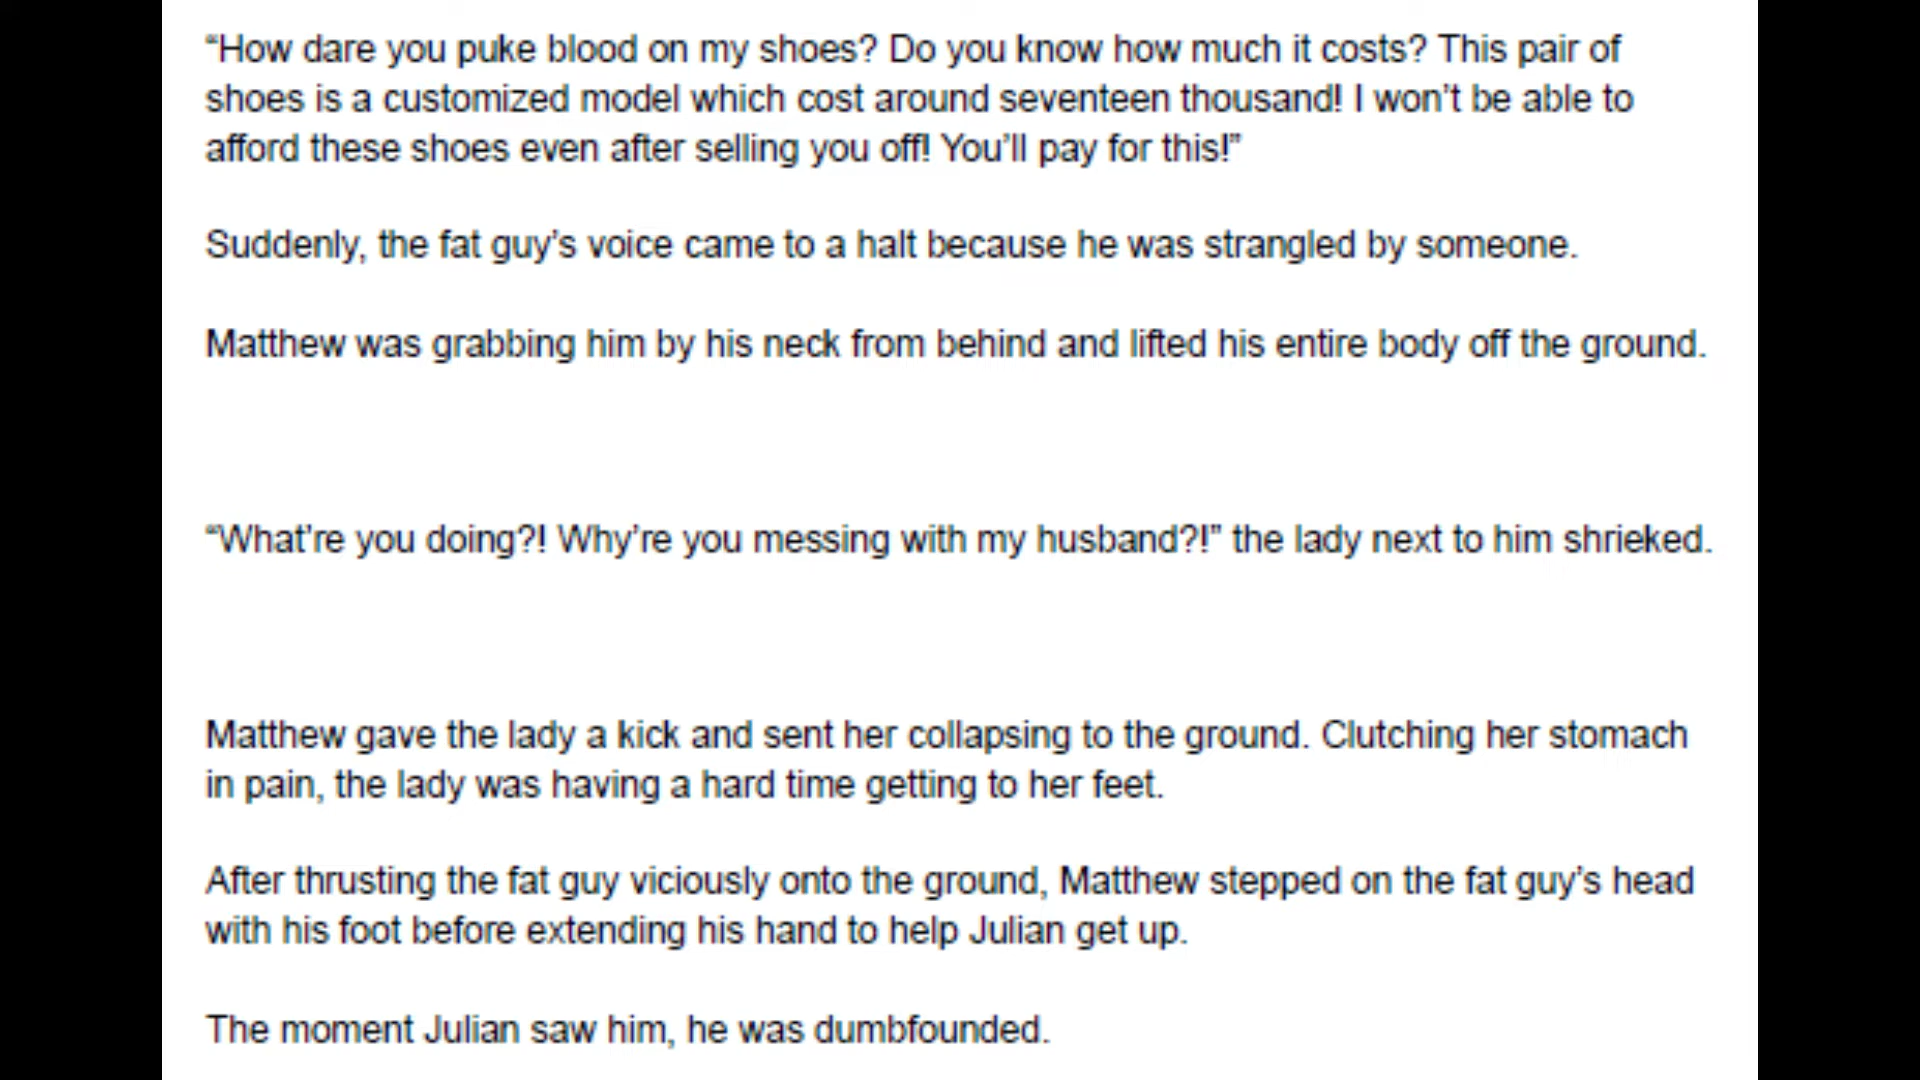 “How dare you puke blood on my shoes? Do you know how much it costs? This pair of
shoes is a customized model which cost around seventeen thousand! I won’t be able to
afford these shoes even after selling you off! You’ll pay for this!”
Suddenly, the fat guy’s voice came to a halt because he was strangled by someone.
Matthew was grabbing him by his neck from behind and lifted his entire body off the ground.
“What’re you doing?! Why’re you messing with my husband?!” the lady next to him shrieked.
Matthew gave the lady a kick and sent her collapsing to the ground. Clutching her stomach
in pain, the lady was having a hard time getting to her feet.
After thrusting the fat guy viciously onto the ground, Matthew stepped on the fat guy’s head
with his foot before extending his hand to help Julian get up.
The moment Julian saw him, he was dumbfounded.